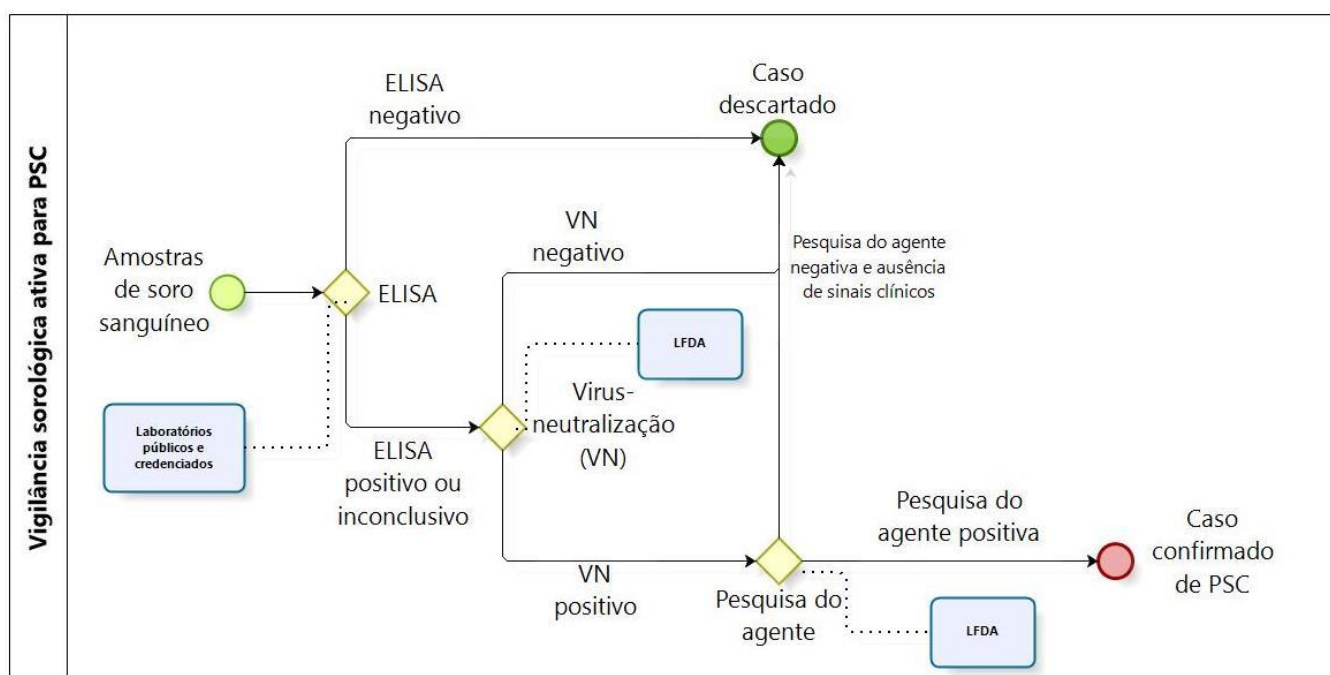 Vigilância sorológica ativa para PSC
ELISA
negativo
Caso
descartado
Amostras
de soro
sanguíneo
ELISA
VN
negativo
Pesquisa do agente
negativa e ausência
de sinais clínicos
LFDA
Virus-
neutralização
(VN)
Laboratórios
públicos e
credenciados
ELISA
positivo ou
inconclusivo
VN
positivo
Pesquisa do
agente
Pesquisa do
agente positiva
Caso
confirmado
de PSC
LFDA